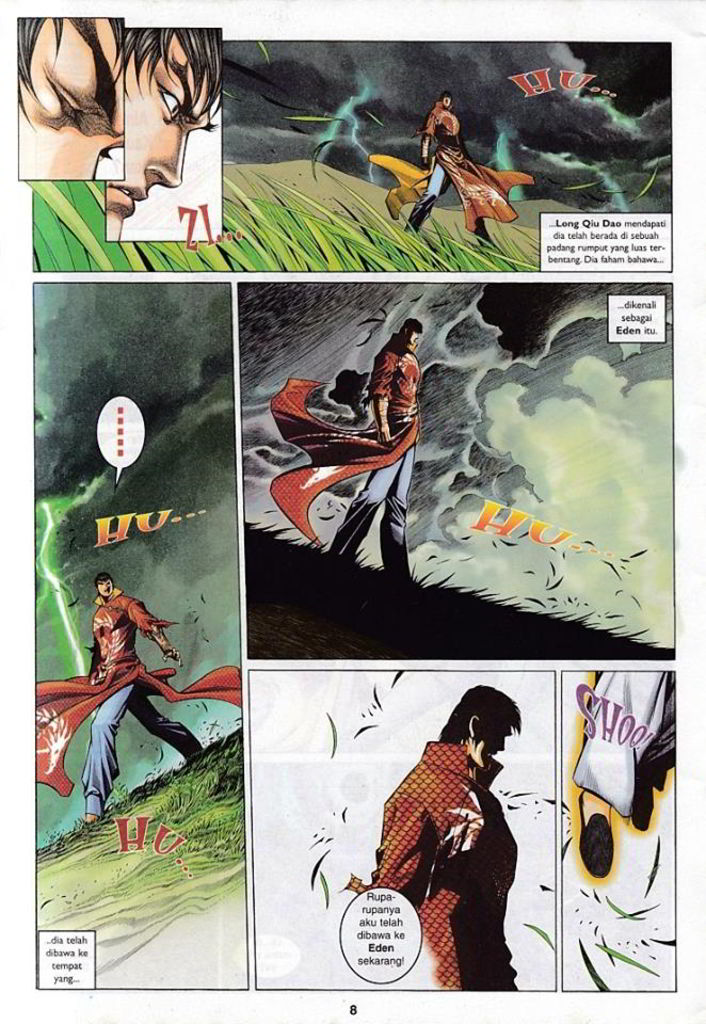 ZI...
HU...
...Long Qiu Dao mendapati
dia telah berada di sebuah
padang rumput yang luas ter-
bentang. Dia faham bahawa...
HU...
HU...
..dia telah
dibawa ke
tempat
yang...
...dikenali
sebagai
Eden itu.
HU...
Rupa-
rupanya
aku telah
dibawa ke
Eden
sekarang!
SHOO!
8